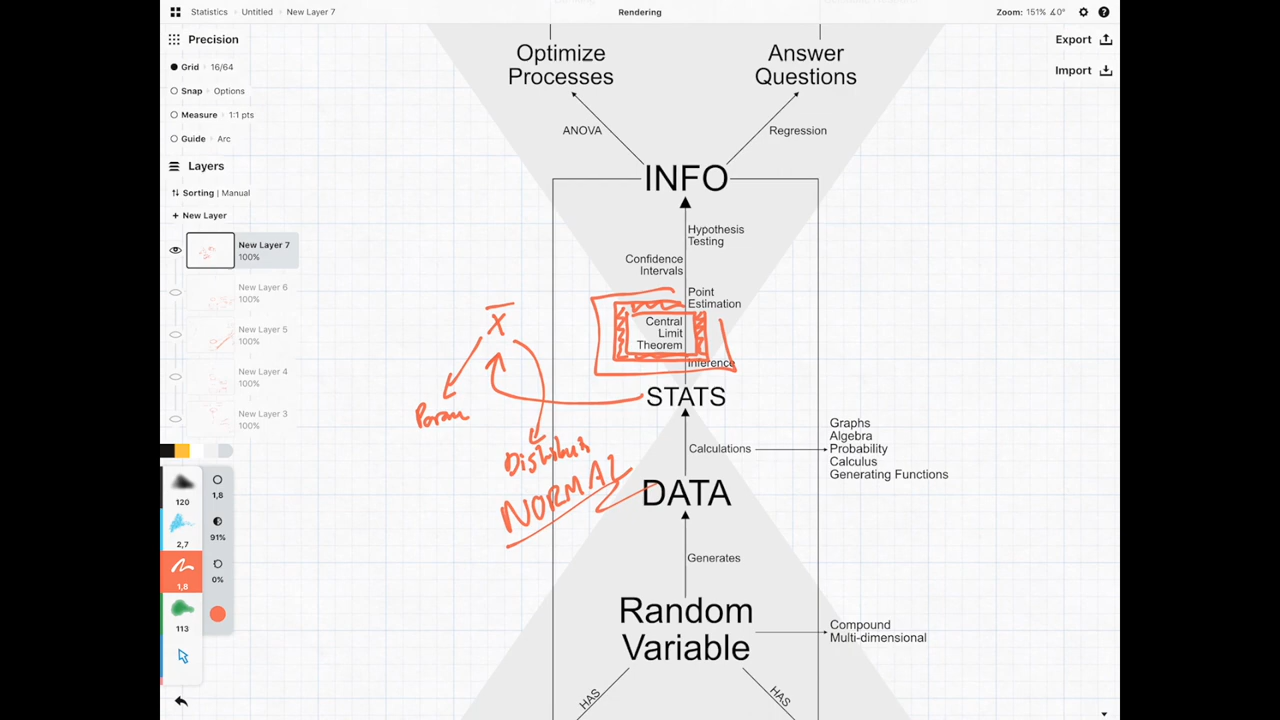 Statistics › Untitled › New Layer 7
Rendering
Zoom: 151% ∡0°
Precision
Grid › 16/64
Snap › Options
Measure › 1:1 pts
Guide › Arc
Layers
Sorting | Manual
+ New Layer
New Layer 7
100%
New Layer 6
100%
New Layer 5
100%
New Layer 4
100%
New Layer 3
100%
120
2,7
1,8
113
1,8
91%
0%
Export
Import
Optimize
Processes
Answer
Questions
ANOVA
Regression
INFO
Hypothesis
Testing
Confidence
Intervals
Point
Estimation
Central
Limit
Theorem
Inference
X
Param
STATS
Distributi
NORMAL
Calculations
Graphs
Algebra
Probability
Calculus
Generating Functions
DATA
Generates
Random
Variable
Compound
Multi-dimensional
HAS
HAS